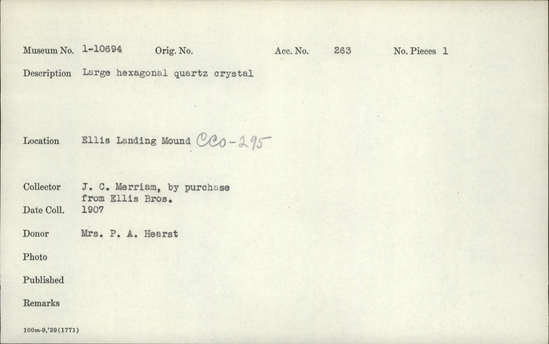 Museum No. 1-10694 Orig. No. Acc. No. 263 No. Pieces 1
Description Large hexagonal quartz crystal
Location Ellis Landing Mound CCo-295
Collector J. C. Merriam, by purchase
from Ellis Bros.
Date Coll. 1907
Donor Mrs. P. A. Hearst
Photo
Published
Remarks
100m-9,'29(1771)